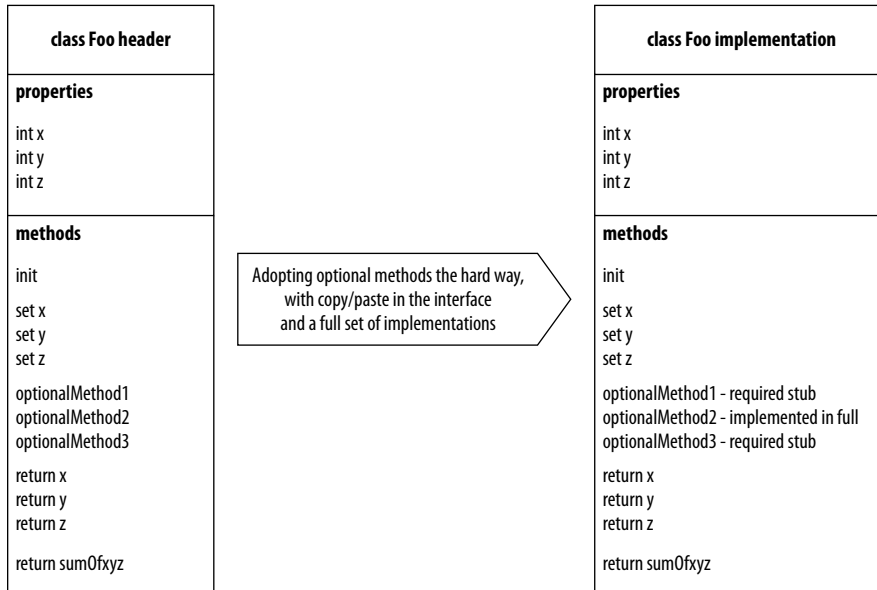 class Foo header
properties
int x
int y
int z
methods
init
set x
set y
set z
optionalMethod1
optionalMethod2
optionalMethod3
return x
return y
return z
return sumOfxyz
Adopting optional methods the hard way,
with copy/paste in the interface
and a full set of implementations
class Foo implementation
properties
int x
int y
int z
methods
init
set x
set y
set z
optionalMethod1 - required stub
optionalMethod2 - implemented in full
optionalMethod3 - required stub
return x
return y
return z
return sumOfxyz